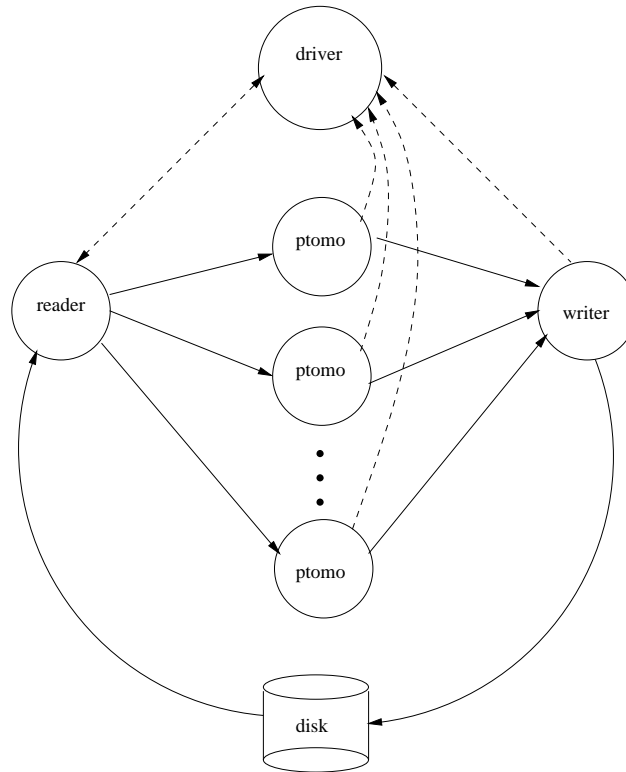 driver
ptomo
reader
writer
ptomo
ptomo
disk